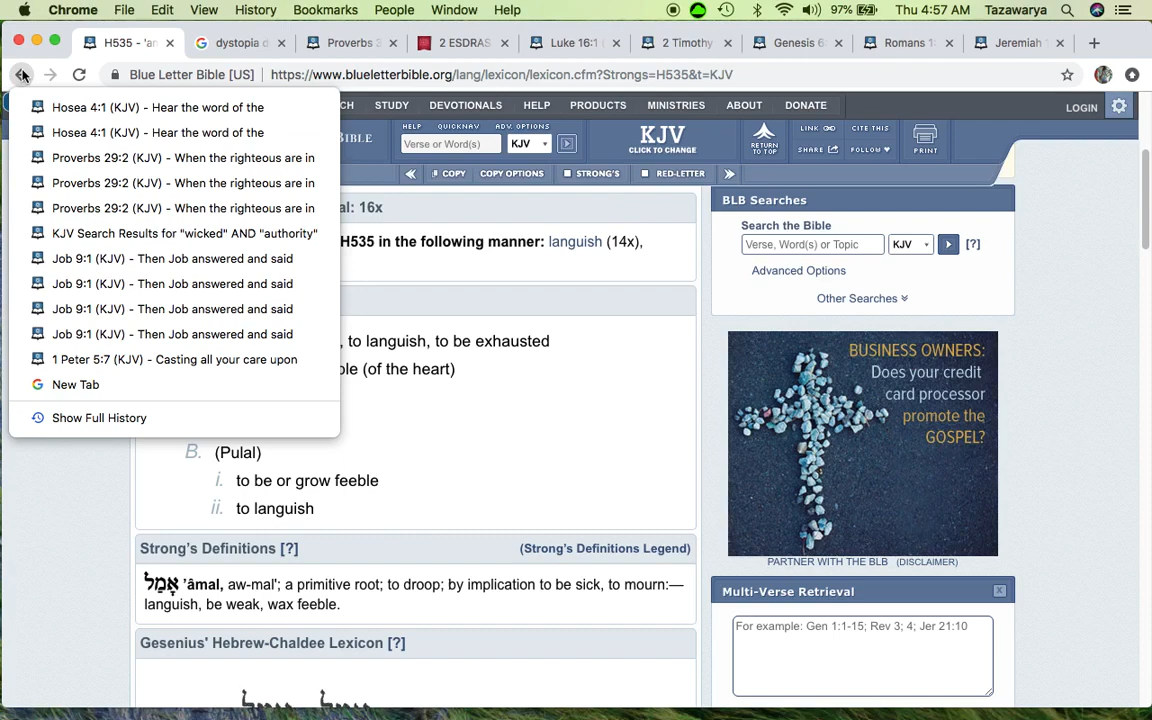 Chrome File Edit View History Bookmarks People Window Help 97% Thu 4:57 AM Tazawarya
H535 - 'an dystopia d Proverbs 3 2 ESDRAS Luke 16:1 ( 2 Timothy Genesis 6: Romans 1: Jeremiah 1
Blue Letter Bible [US] https://www.blueletterbible.org/lang/lexicon/lexicon.cfm?Strongs=H535&t=KJV
CH STUDY DEVOTIONALS HELP PRODUCTS MINISTRIES ABOUT DONATE LOGIN
HELP QUICKNAV ADV. OPTIONS
BIBLE Verse or Word(s) KJV KJV CLICK TO CHANGE RETURN TO TOP LINK CITE THIS SHARE FOLLOW PRINT
COPY COPY OPTIONS STRONG'S RED-LETTER
Hosea 4:1 (KJV) - Hear the word of the
Hosea 4:1 (KJV) - Hear the word of the
Proverbs 29:2 (KJV) - When the righteous are in
Proverbs 29:2 (KJV) - When the righteous are in
Proverbs 29:2 (KJV) - When the righteous are in
KJV Search Results for "wicked" AND "authority"
Job 9:1 (KJV) - Then Job answered and said
Job 9:1 (KJV) - Then Job answered and said
Job 9:1 (KJV) - Then Job answered and said
Job 9:1 (KJV) - Then Job answered and said
1 Peter 5:7 (KJV) - Casting all your care upon
New Tab
Show Full History
al: 16x
H535 in the following manner: languish (14x),
, to languish, to be exhausted
ble (of the heart)
B. (Pulal)
i. to be or grow feeble
ii. to languish
Strong's Definitions [?] (Strong's Definitions Legend)
אָמַל 'âmal, aw-mal'; a primitive root; to droop; by implication to be sick, to mourn:—
languish, be weak, wax feeble.
Gesenius' Hebrew-Chaldee Lexicon [?]
BLB Searches
Search the Bible
Verse, Word(s) or Topic KJV [?]
Advanced Options
Other Searches
BUSINESS OWNERS:
Does your credit
card processor
promote the
GOSPEL?
PARTNER WITH THE BLB (DISCLAIMER)
Multi-Verse Retrieval x
For example: Gen 1:1-15; Rev 3; 4; Jer 21:10